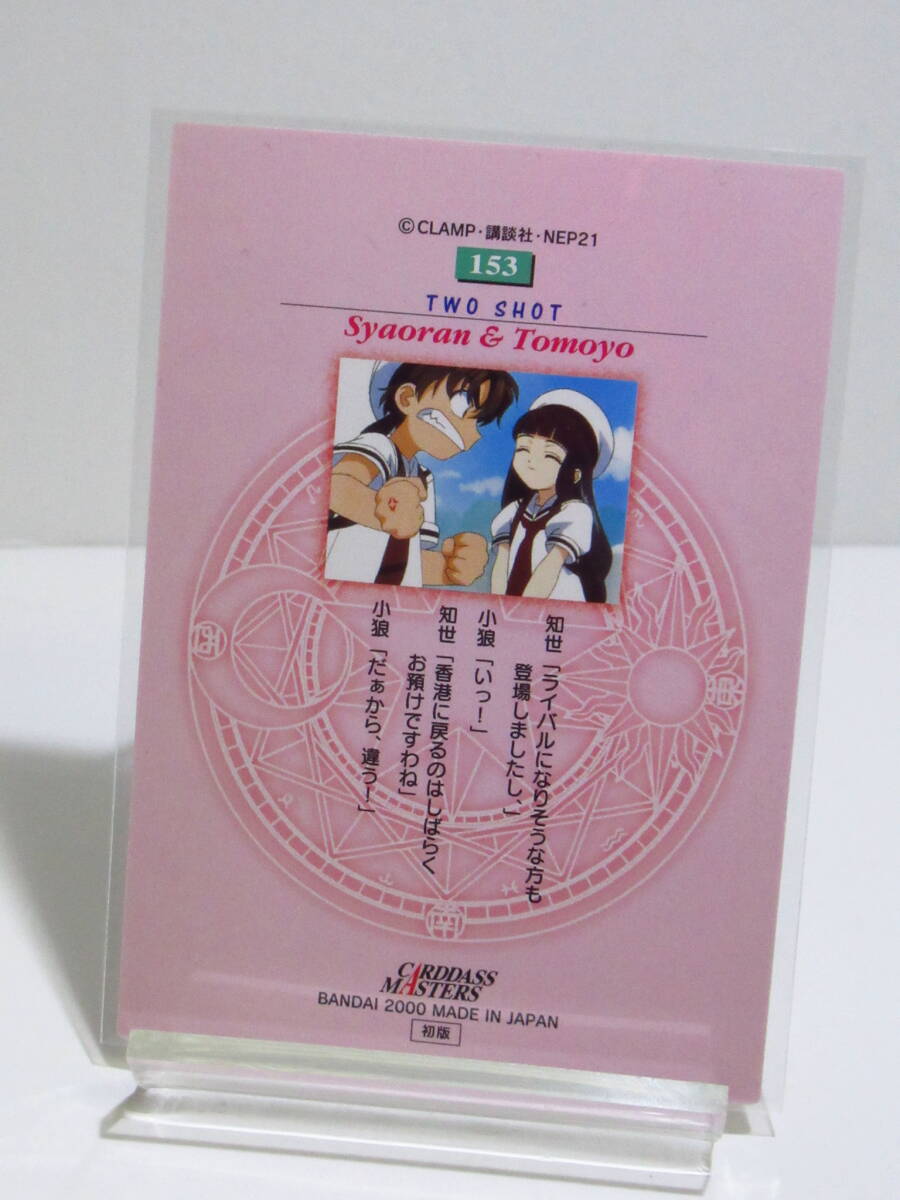 ©CLAMP・講談社・NEP21
153
TWO SHOT
Syaoran & Tomoyo
知世「ライバルになりそうな方も
登場しましたし、」
小狼「いっ！」
知世「香港に戻るのはしばらく
お預けですわね」
小狼「だぁから、違う！」
西
東
南
CARDDASS
MASTERS
BANDAI 2000 MADE IN JAPAN
初版